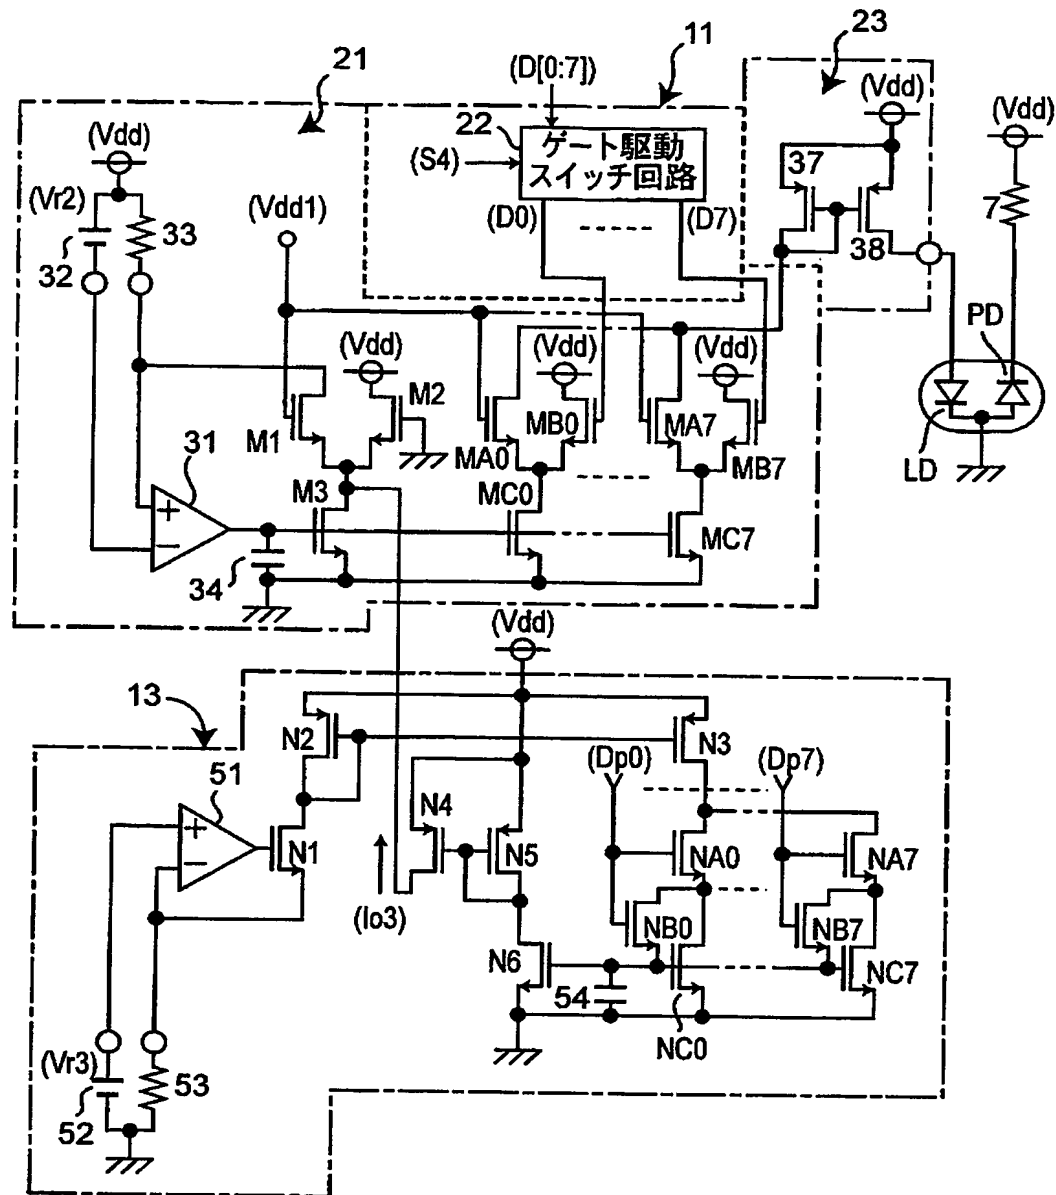 11
23
21
(D[0:7])
(Vdd)
(Vdd)
(Vdd)
22
ゲート駆動
スイッチ回路
(S4)
37
(Vr2)
33
(Vdd1)
(D0)
(D7)
7
32
38
PD
(Vdd)
(Vdd)
(Vdd)
M2
M1
MB0
MA7
MA0
MB7
LD
31
M3
MC0
MC7
+
−
34
(Vdd)
13
N2
N3
(Dp0)
(Dp7)
51
N4
+
−
N1
N5
NA0
NA7
(Io3)
NB0
NB7
N6
NC7
54
NC0
(Vr3)
53
52